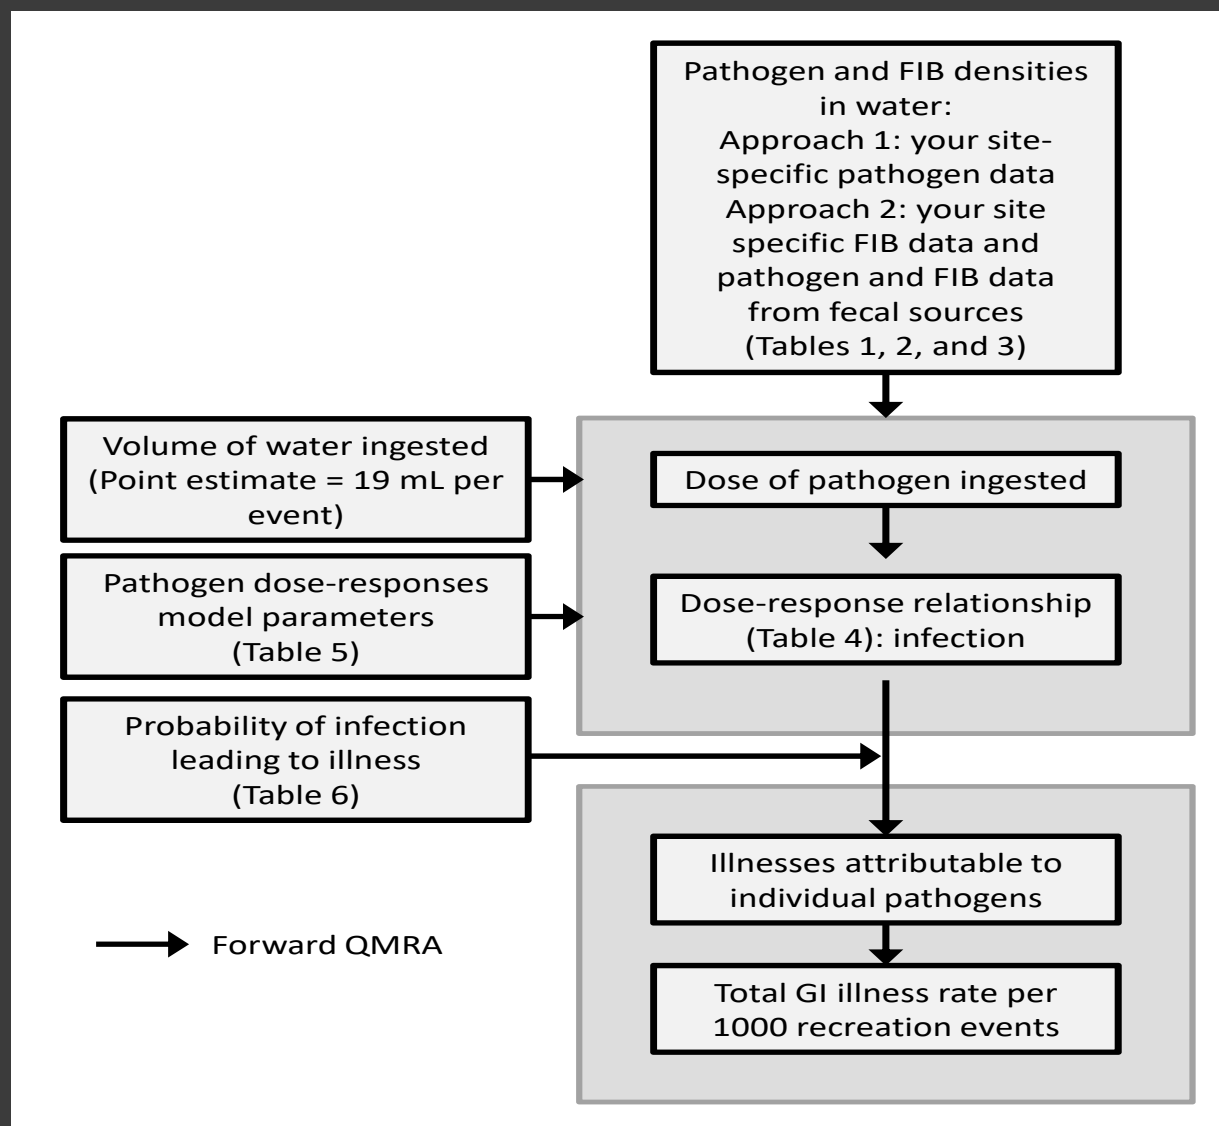 Pathogen and FIB densities
in water:
Approach 1: your site-
specific pathogen data
Approach 2: your site
specific FIB data and
pathogen and FIB data
from fecal sources
(Tables 1, 2, and 3)
Volume of water ingested
(Point estimate = 19 mL per
event)
Dose of pathogen ingested
Pathogen dose-responses
model parameters
(Table 5)
Dose-response relationship
(Table 4): infection
Probability of infection
leading to illness
(Table 6)
Illnesses attributable to
individual pathogens
Forward QMRA
Total GI illness rate per
1000 recreation events